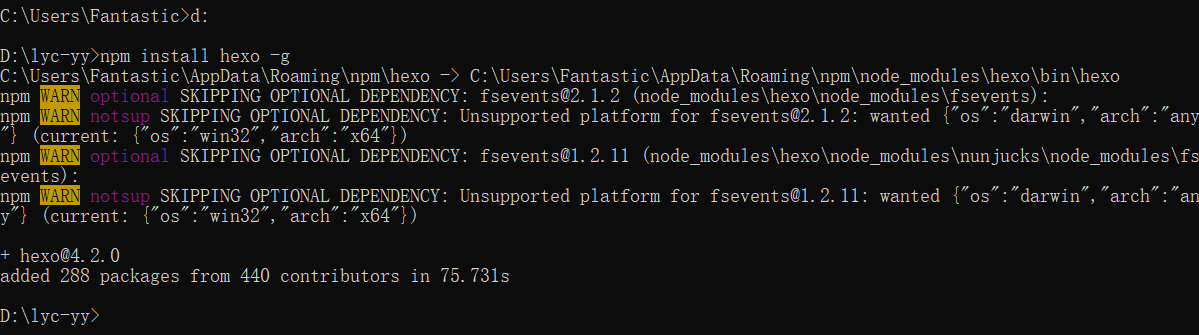 C:\Users\Fantastic>d:
D:\lyc-yy>npm install hexo -g
C:\Users\Fantastic\AppData\Roaming\npm\hexo -> C:\Users\Fantastic\AppData\Roaming\npm\node_modules\hexo\bin\hexo
npm WARN optional SKIPPING OPTIONAL DEPENDENCY: fsevents@2.1.2 (node_modules\hexo\node_modules\fsevents):
npm WARN notsup SKIPPING OPTIONAL DEPENDENCY: Unsupported platform for fsevents@2.1.2: wanted {"os":"darwin","arch":"any
"} (current: {"os":"win32","arch":"x64"})
npm WARN optional SKIPPING OPTIONAL DEPENDENCY: fsevents@1.2.11 (node_modules\hexo\node_modules\nunjucks\node_modules\fs
events):
npm WARN notsup SKIPPING OPTIONAL DEPENDENCY: Unsupported platform for fsevents@1.2.11: wanted {"os":"darwin","arch":"an
y"} (current: {"os":"win32","arch":"x64"})
+ hexo@4.2.0
added 288 packages from 440 contributors in 75.731s
D:\lyc-yy>